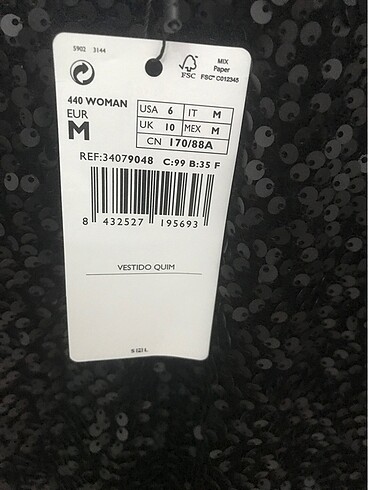 5902 3144
FSC
MIX
Paper
FSC® C012345
440 WOMAN
EUR
M
USA 6 IT M
UK 10 MEX M
CN 170/88A
REF:34079048 C:99 B:35 F
8 432527 195693
VESTIDO QUIM